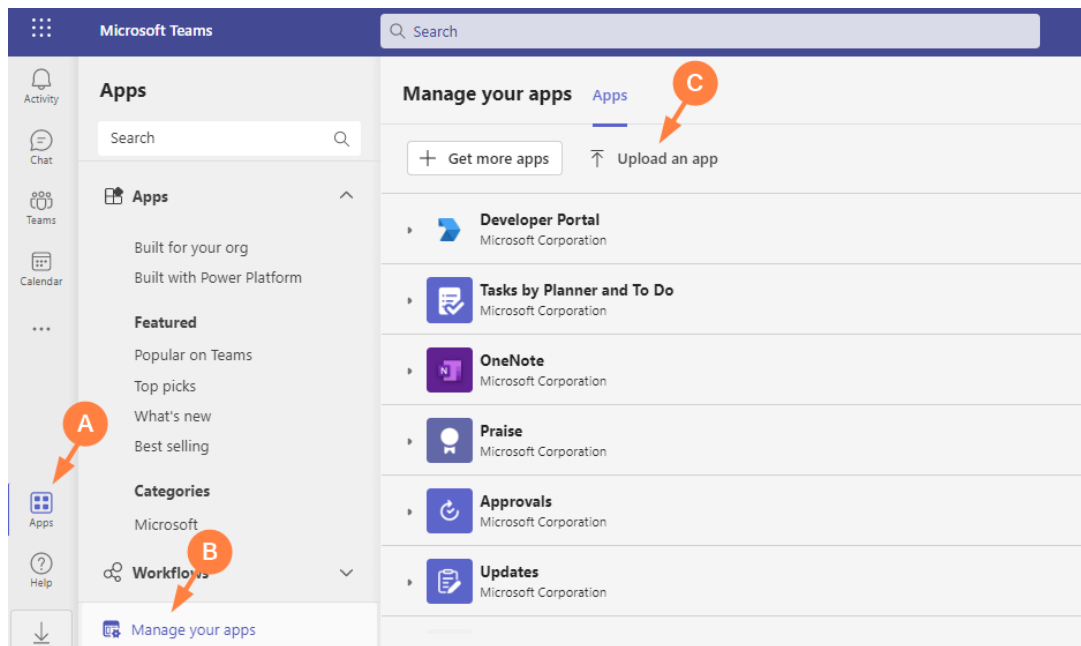 Microsoft Teams
Search
Activity
Chat
Teams
Calendar
Apps
Help
Apps
Search
Apps
Built for your org
Built with Power Platform
Featured
Popular on Teams
Top picks
What's new
Best selling
Categories
Microsoft
Workflows
Manage your apps
A
B
C
Manage your apps Apps
Get more apps Upload an app
Developer Portal
Microsoft Corporation
Tasks by Planner and To Do
Microsoft Corporation
N
OneNote
Microsoft Corporation
Praise
Microsoft Corporation
Approvals
Microsoft Corporation
Updates
Microsoft Corporation